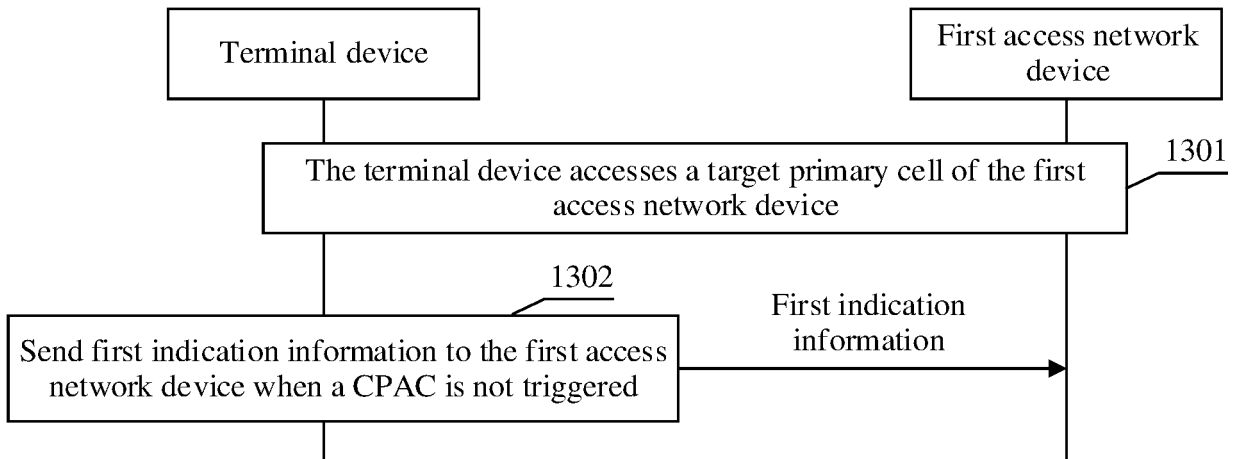 Terminal device
First access network
device
1301
The terminal device accesses a target primary cell of the first
access network device
1302
First indication
information
Send first indication information to the first access
network device when a CPAC is not triggered